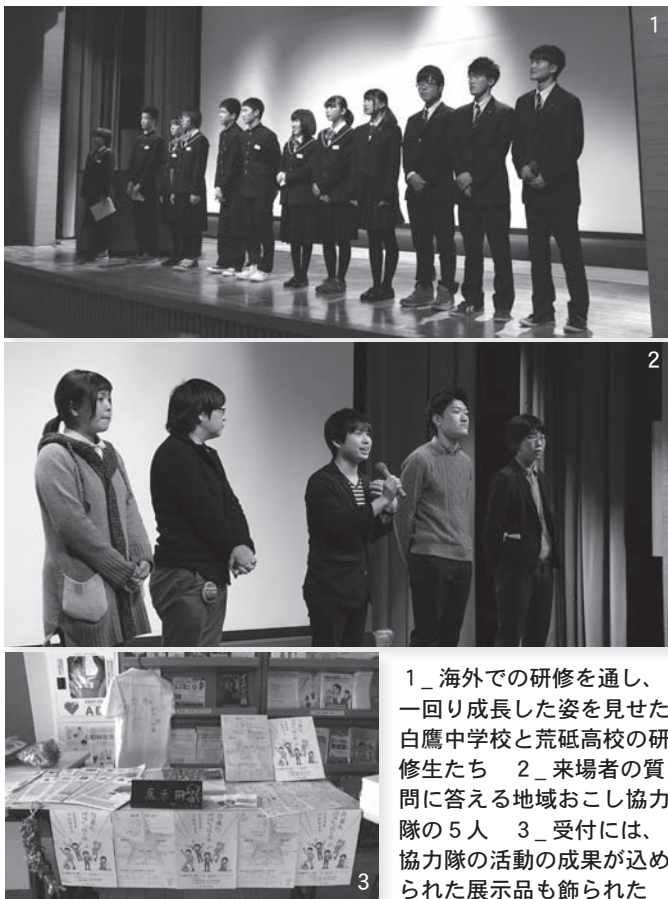 1
2
AE
展示
3
1_海外での研修を通し、
一回り成長した姿を見せた
白鷹中学校と荒砥高校の研
修生たち　2_来場者の質
問に答える地域おこし協力
隊の5人　3_受付には、
協力隊の活動の成果が込め
られた展示品も飾られた